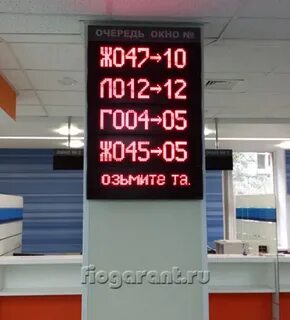 ОЧЕРЕДЬ ОКНО №
Ж047→10
Л012→12
Г004→05
Ж045→05
озьмите та.
fiogarant.ru